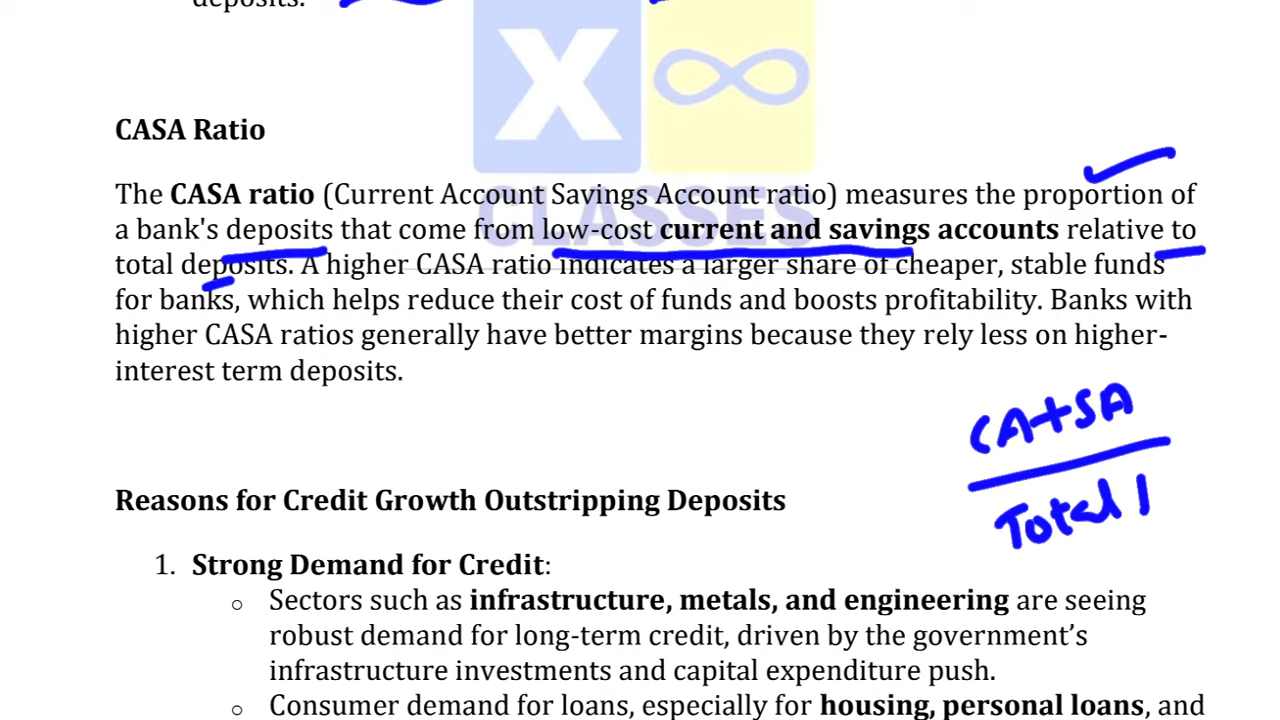 deposits.
X ∞
CLASSES
CASA Ratio
The CASA ratio (Current Account Savings Account ratio) measures the proportion of
a bank's deposits that come from low-cost current and savings accounts relative to
total deposits. A higher CASA ratio indicates a larger share of cheaper, stable funds
for banks, which helps reduce their cost of funds and boosts profitability. Banks with
higher CASA ratios generally have better margins because they rely less on higher-
interest term deposits.
CA+SA
Total
Reasons for Credit Growth Outstripping Deposits
1. Strong Demand for Credit:
○ Sectors such as infrastructure, metals, and engineering are seeing
robust demand for long-term credit, driven by the government’s
infrastructure investments and capital expenditure push.
○ Consumer demand for loans, especially for housing, personal loans, and